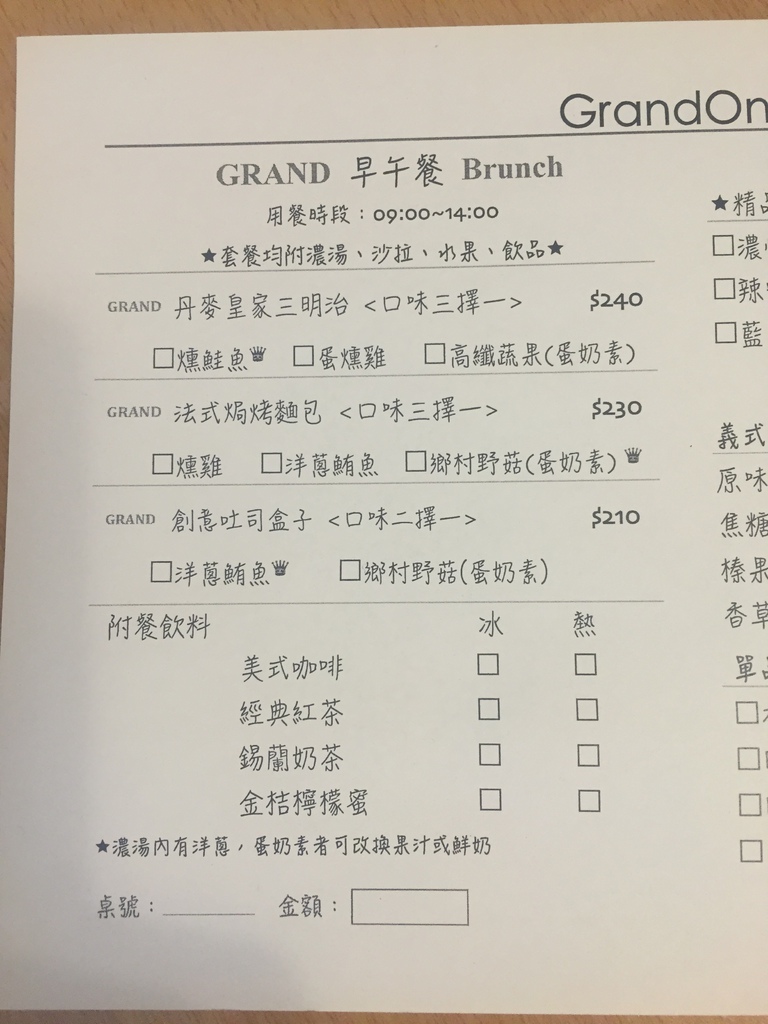 GrandOn
GRAND 早午餐 Brunch
用餐時段：09:00~14:00
★套餐均附濃湯、沙拉、水果、飲品★
GRAND 丹麥皇家三明治 <口味三擇一> $240
□燻鮭魚 □蛋燻雞 □高纖蔬果(蛋奶素)
GRAND 法式焗烤麵包 <口味三擇一> $230
□燻雞 □洋蔥鮪魚 □鄉村野菇(蛋奶素)
GRAND 創意吐司盒子 <口味二擇一> $210
□洋蔥鮪魚 □鄉村野菇(蛋奶素)
附餐飲料 冰 熱
美式咖啡 □ □
經典紅茶 □ □
錫蘭奶茶 □ □
金桔檸檬蜜 □ □
★濃湯內有洋蔥，蛋奶素者可改換果汁或鮮奶
桌號：______ 金額：
★精品
□濃
□辣
□藍
義式
原味
焦糖
榛果
香草
單品